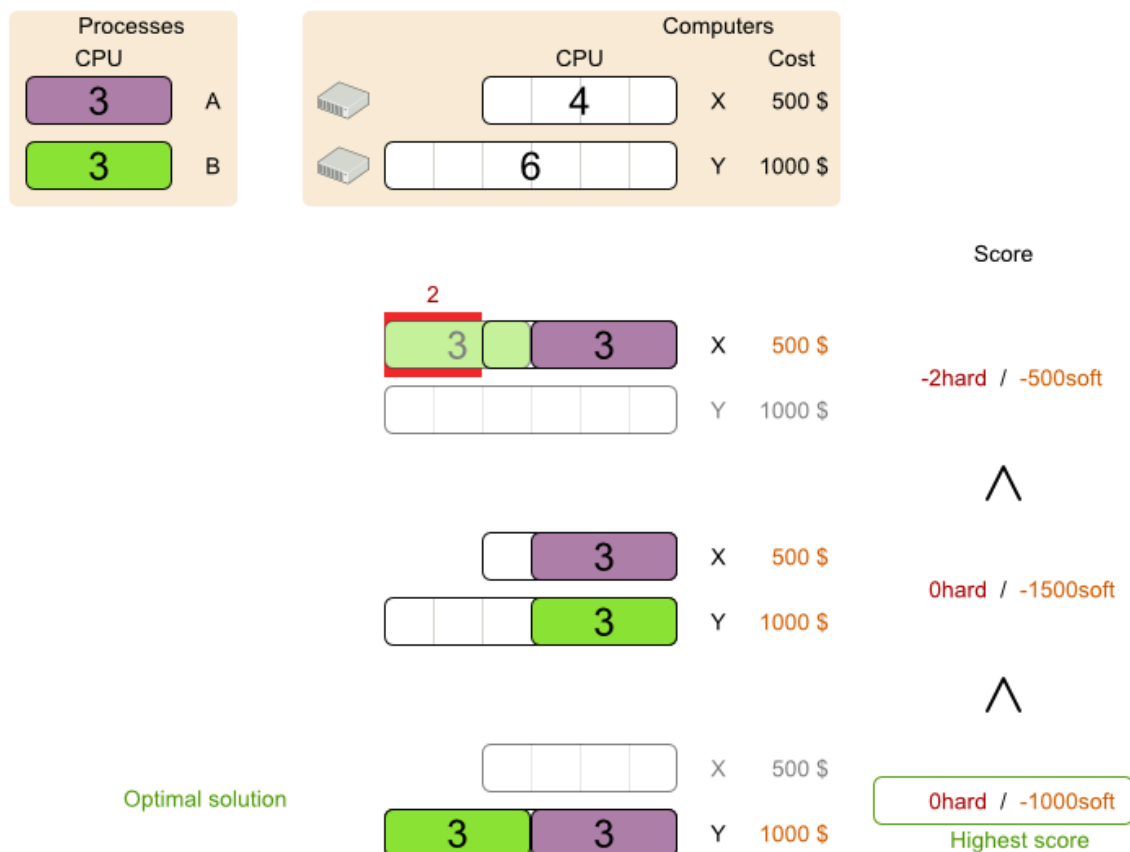 Processes
Computers
CPU
CPU Cost
3 A
4 X 500 $
3 B
6 Y 1000 $
Score
2
3 3 X 500 $
-2hard / -500soft
Y 1000 $
3 X 500 $
0hard / -1500soft
3 Y 1000 $
X 500 $
Optimal solution
0hard / -1000soft
3 3 Y 1000 $
Highest score